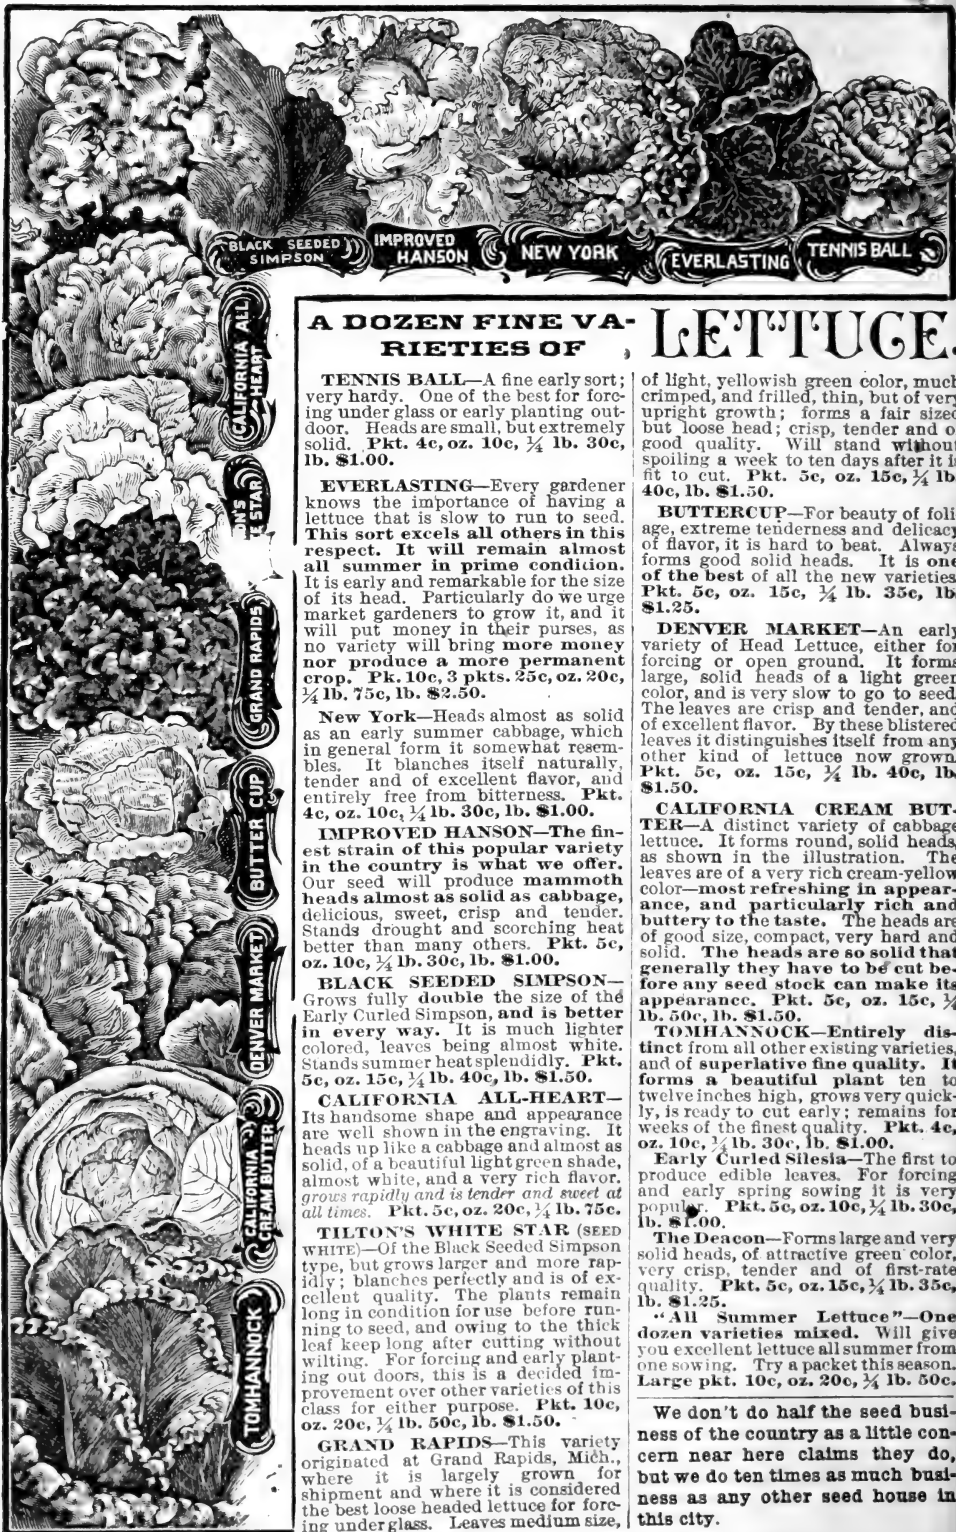 BLACK SEEDED
SIMPSON
IMPROVED
HANSON
NEW YORK
EVERLASTING
TENNIS BALL
CALIFORNIA ALL
HEART
STAR
GRAND RAPIDS
BUTTER CUP
DENVER MARKET
CALIFORNIA
CREAM BUTTER
TOMHANNOCK
A DOZEN FINE VA-
RIETIES OF
LETTUCE.
TENNIS BALL—A fine early sort;
very hardy. One of the best for forc-
ing under glass or early planting out-
door. Heads are small, but extremely
solid. Pkt. 4c, oz. 10c, ¼ lb. 30c,
lb. $1.00.
EVERLASTING—Every gardener
knows the importance of having a
lettuce that is slow to run to seed.
This sort excels all others in this
respect. It will remain almost
all summer in prime condition.
It is early and remarkable for the size
of its head. Particularly do we urge
market gardeners to grow it, and it
will put money in their purses, as
no variety will bring more money
nor produce a more permanent
crop. Pk. 10c, 3 pkts. 25c, oz. 20c,
¼ lb. 75c, lb. $2.50.
New York—Heads almost as solid
as an early summer cabbage, which
in general form it somewhat resem-
bles. It blanches itself naturally,
tender and of excellent flavor, and
entirely free from bitterness. Pkt.
4c, oz. 10c, ¼ lb. 30c, lb. $1.00.
IMPROVED HANSON—The fin-
est strain of this popular variety
in the country is what we offer.
Our seed will produce mammoth
heads almost as solid as cabbage,
delicious, sweet, crisp and tender.
Stands drought and scorching heat
better than many others. Pkt. 5c,
oz. 10c, ¼ lb. 30c, lb. $1.00.
BLACK SEEDED SIMPSON—
Grows fully double the size of the
Early Curled Simpson, and is better
in every way. It is much lighter
colored, leaves being almost white.
Stands summer heat splendidly. Pkt.
5c, oz. 15c, ¼ lb. 40c, lb. $1.50.
CALIFORNIA ALL-HEART—
Its handsome shape and appearance
are well shown in the engraving. It
heads up like a cabbage and almost as
solid, of a beautiful light green shade,
almost white, and a very rich flavor.
grows rapidly and is tender and sweet at
all times. Pkt. 5c, oz. 20c, ¼ lb. 75c.
TILTON'S WHITE STAR (SEED
WHITE)—Of the Black Seeded Simpson
type, but grows larger and more rap-
idly; blanches perfectly and is of ex-
cellent quality. The plants remain
long in condition for use before run-
ning to seed, and owing to the thick
leaf keep long after cutting without
wilting. For forcing and early plant-
ing out doors, this is a decided im-
provement over other varieties of this
class for either purpose. Pkt. 10c,
oz. 20c, ¼ lb. 50c, lb. $1.50.
GRAND RAPIDS—This variety
originated at Grand Rapids, Mich.,
where it is largely grown for
shipment and where it is considered
the best loose headed lettuce for forc-
ing under glass. Leaves medium size,
of light, yellowish green color, much
crimped, and frilled, thin, but of very
upright growth; forms a fair sized
but loose head; crisp, tender and o
good quality. Will stand without
spoiling a week to ten days after it i
fit to cut. Pkt. 5c, oz. 15c, ¼ lb
40c, lb. $1.50.
BUTTERCUP—For beauty of foli
age, extreme tenderness and delicacy
of flavor, it is hard to beat. Always
forms good solid heads. It is one
of the best of all the new varieties
Pkt. 5c, oz. 15c, ¼ lb. 35c, lb
$1.25.
DENVER MARKET—An early
variety of Head Lettuce, either for
forcing or open ground. It forms
large, solid heads of a light green
color, and is very slow to go to seed
The leaves are crisp and tender, and
of excellent flavor. By these blistered
leaves it distinguishes itself from any
other kind of lettuce now grown
Pkt. 5c, oz. 15c, ¼ lb. 40c, lb
$1.50.
CALIFORNIA CREAM BUT-
TER—A distinct variety of cabbage
lettuce. It forms round, solid heads,
as shown in the illustration. The
leaves are of a very rich cream-yellow
color—most refreshing in appear-
ance, and particularly rich and
buttery to the taste. The heads are
of good size, compact, very hard and
solid. The heads are so solid that
generally they have to be cut be-
fore any seed stock can make its
appearance. Pkt. 5c, oz. 15c, ¼
lb. 50c, lb. $1.50.
TOMHANNOCK—Entirely dis-
tinct from all other existing varieties,
and of superlative fine quality. It
forms a beautiful plant ten to
twelve inches high, grows very quick-
ly, is ready to cut early; remains for
weeks of the finest quality. Pkt. 4c,
oz. 10c, ¼ lb. 30c, lb. $1.00.
Early Curled Silesia—The first to
produce edible leaves. For forcing
and early spring sowing it is very
popular. Pkt. 5c, oz. 10c, ¼ lb. 30c,
lb. $1.00.
The Deacon—Forms large and very
solid heads, of attractive green color,
very crisp, tender and of first-rate
quality. Pkt. 5c, oz. 15c, ¼ lb. 35c,
lb. $1.25.
"All Summer Lettuce"—One
dozen varieties mixed. Will give
you excellent lettuce all summer from
one sowing. Try a packet this season.
Large pkt. 10c, oz. 20c, ¼ lb. 50c.
We don't do half the seed busi-
ness of the country as a little con-
cern near here claims they do,
but we do ten times as much busi-
ness as any other seed house in
this city.